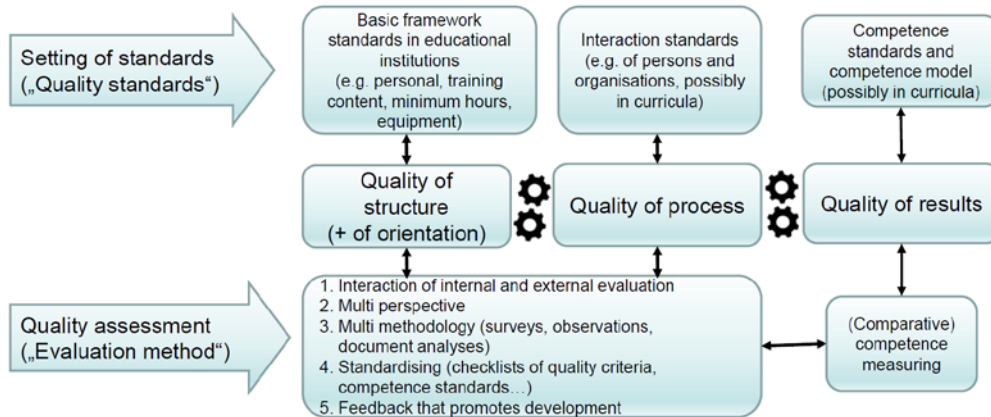 Setting of standards
(„Quality standards“)
Basic framework
standards in educational
institutions
(e.g. personal, training
content, minimum hours,
equipment)
Interaction standards
(e.g. of persons and
organisations, possibly
in curricula)
Competence
standards and
competence model
(possibly in curricula)
Quality of
structure
(+ of orientation)
Quality of process
Quality of results
Quality assessment
(„Evaluation method“)
1. Interaction of internal and external evaluation
2. Multi perspective
3. Multi methodology (surveys, observations,
document analyses)
4. Standardising (checklists of quality criteria,
competence standards…)
5. Feedback that promotes development
(Comparative)
competence
measuring